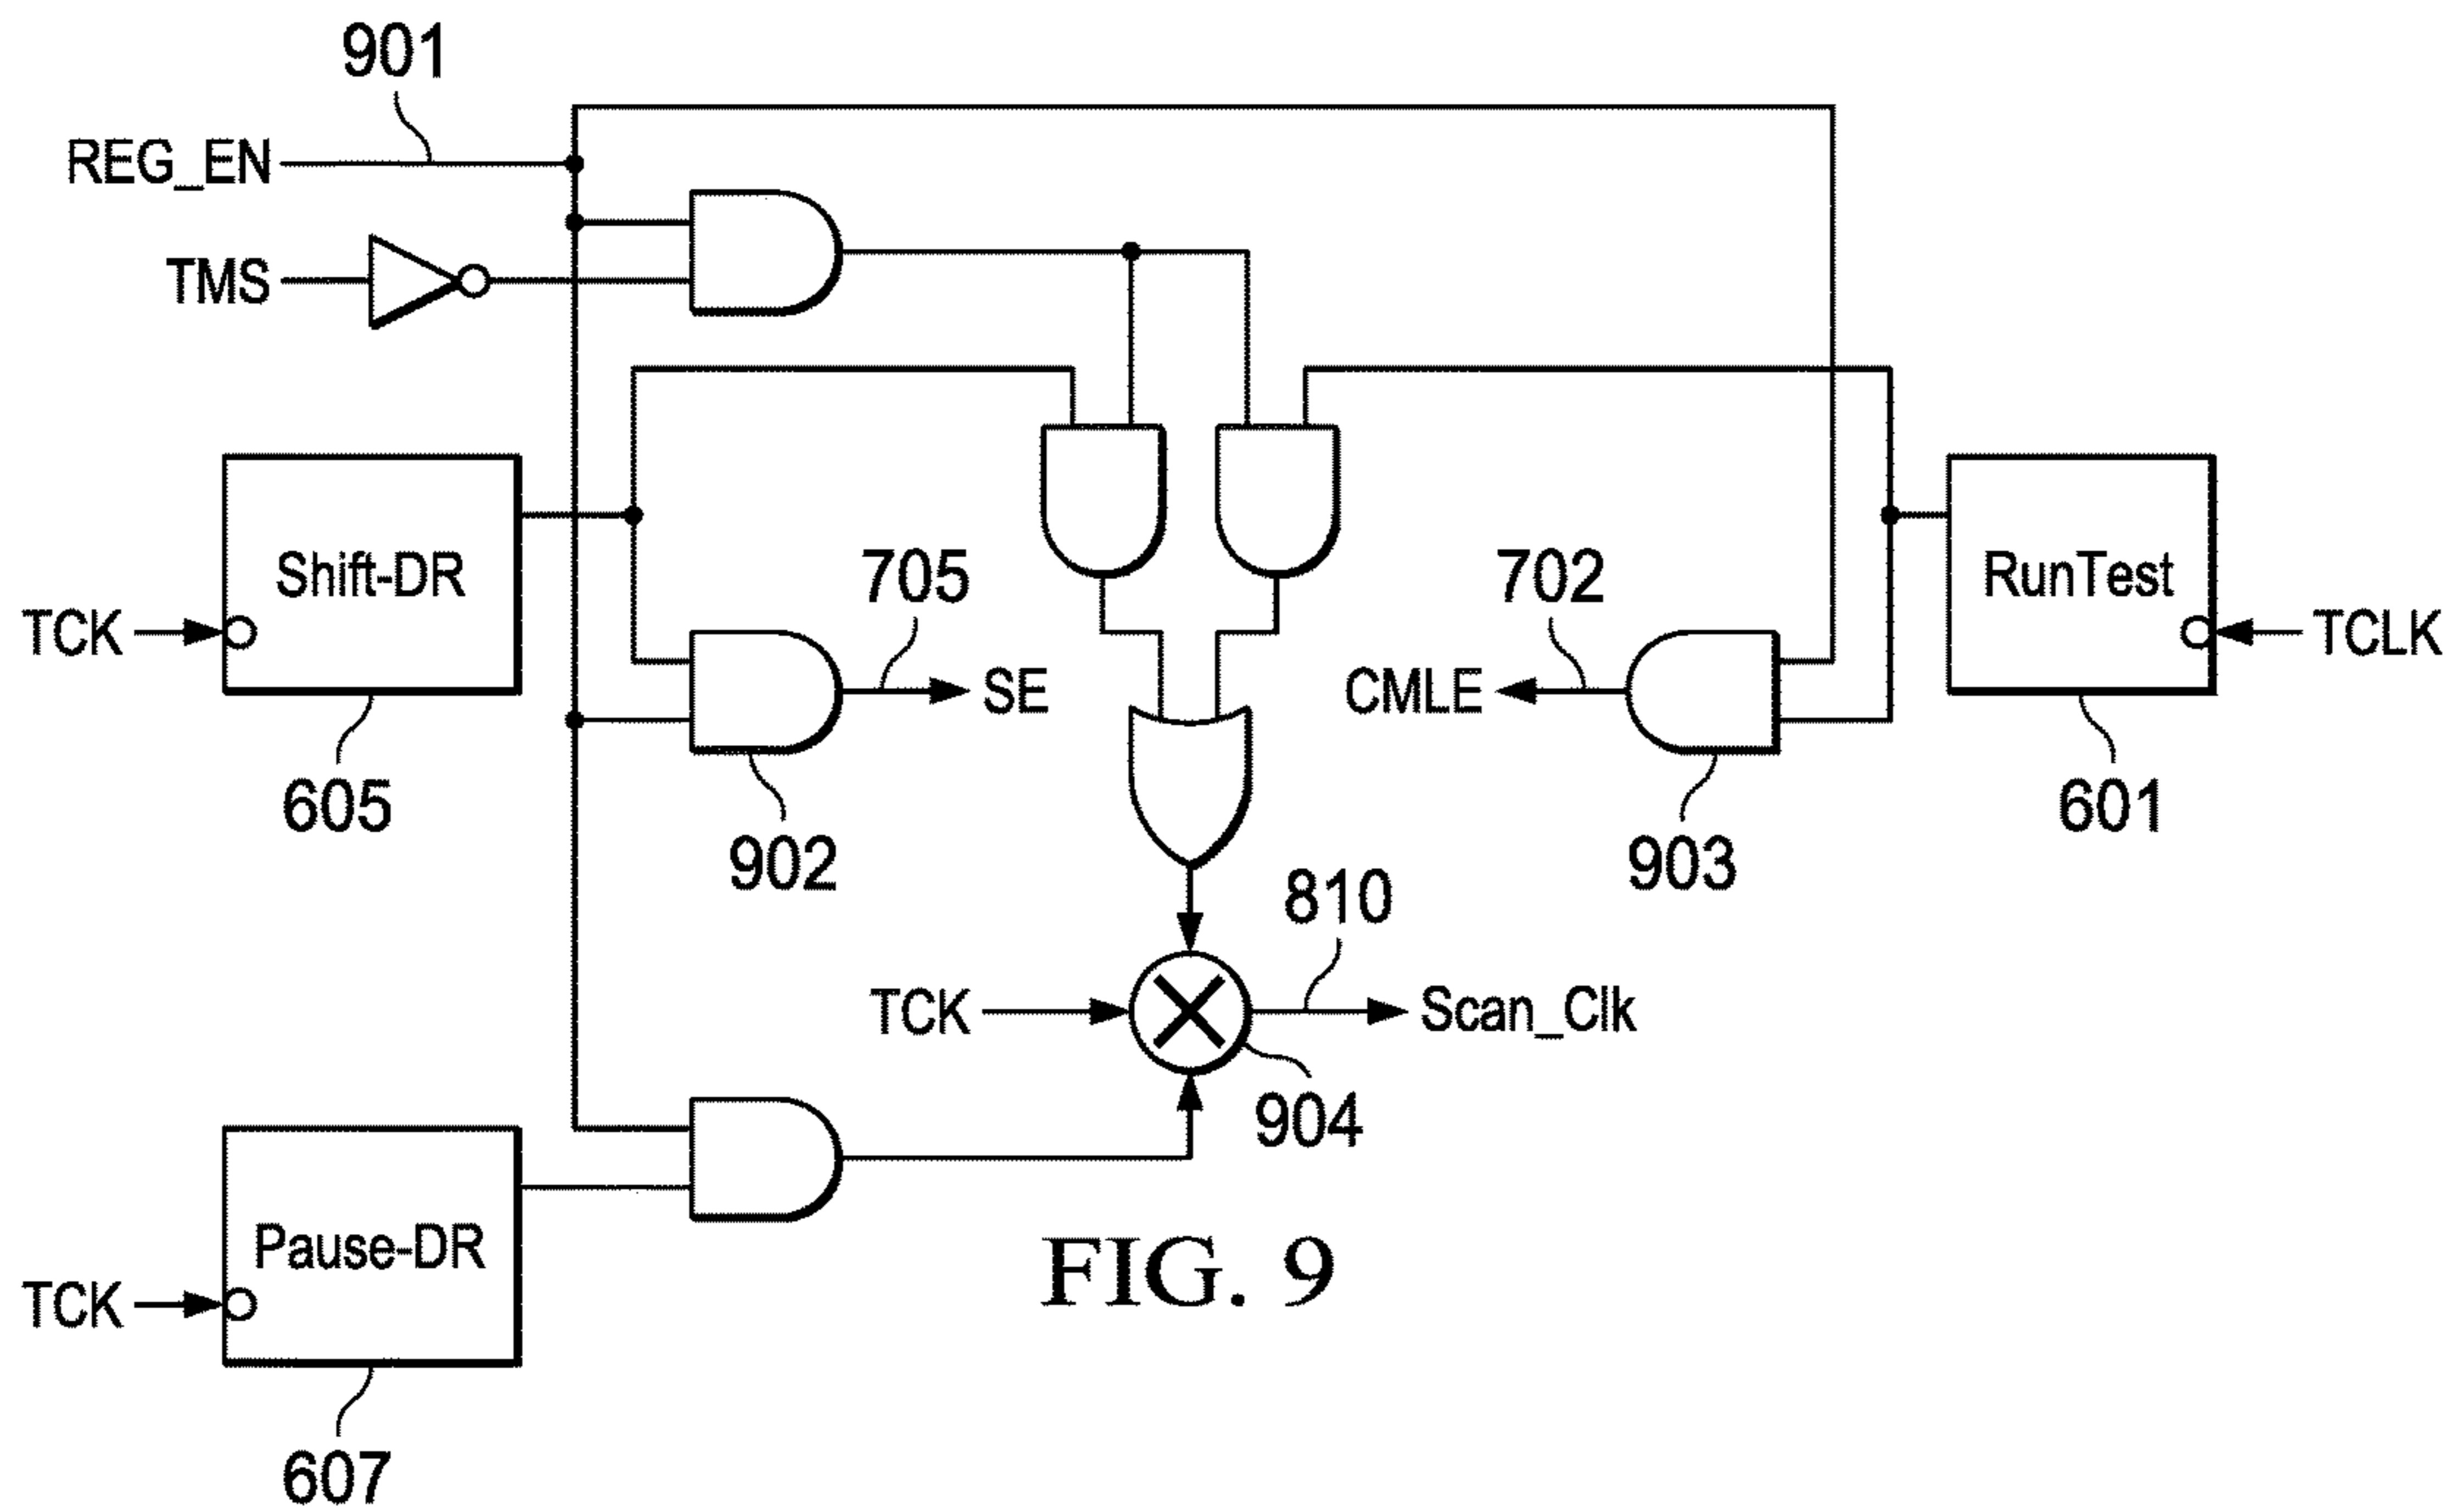 901
REG_EN
TMS
Shift-DR
TCK
605
705
SE
902
702
CMLE
903
RunTest
TCLK
601
810
TCK
Scan_Clk
904
Pause-DR
TCK
607
FIG. 9